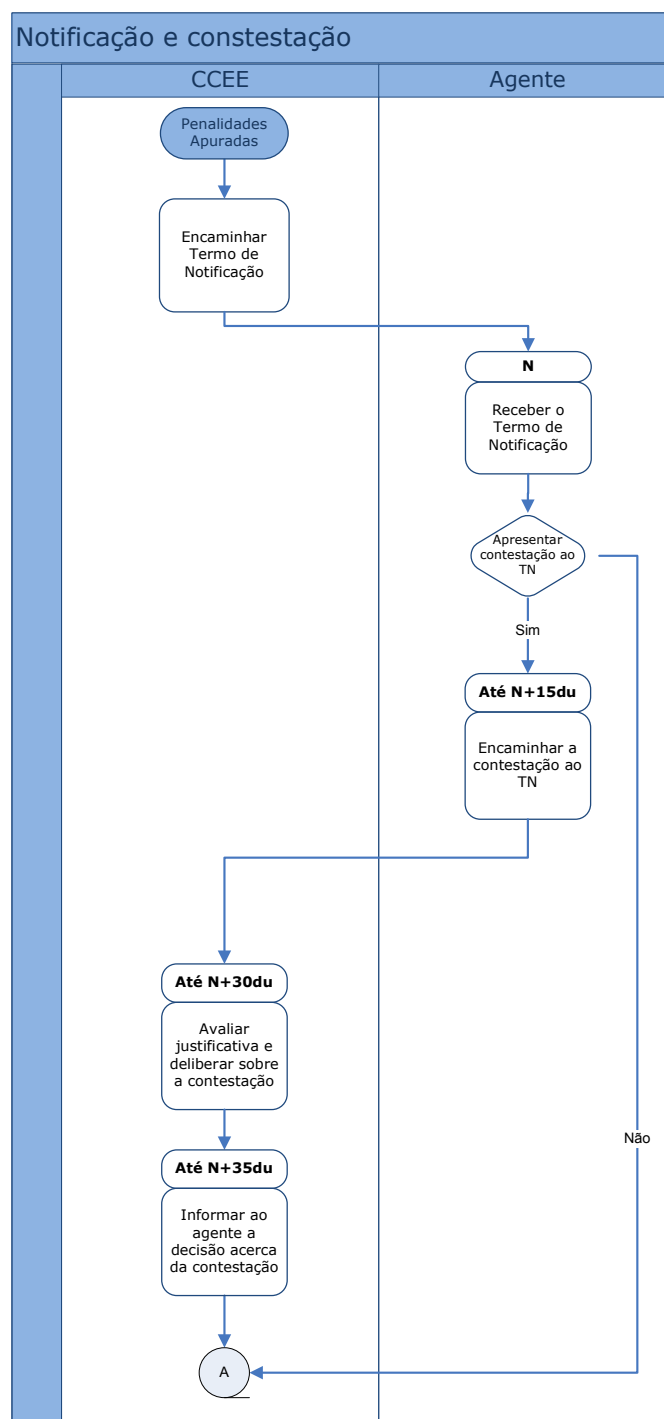 Notificação e constestação
CCEE
Agente
Penalidades
Apuradas
Encaminhar
Termo de
Notificação
N
Receber o
Termo de
Notificação
Apresentar
contestação ao
TN
Sim
Até N+15du
Encaminhar a
contestação ao
TN
Até N+30du
Avaliar
justificativa e
deliberar sobre
a contestação
Não
Até N+35du
Informar ao
agente a
decisão acerca
da contestação
A